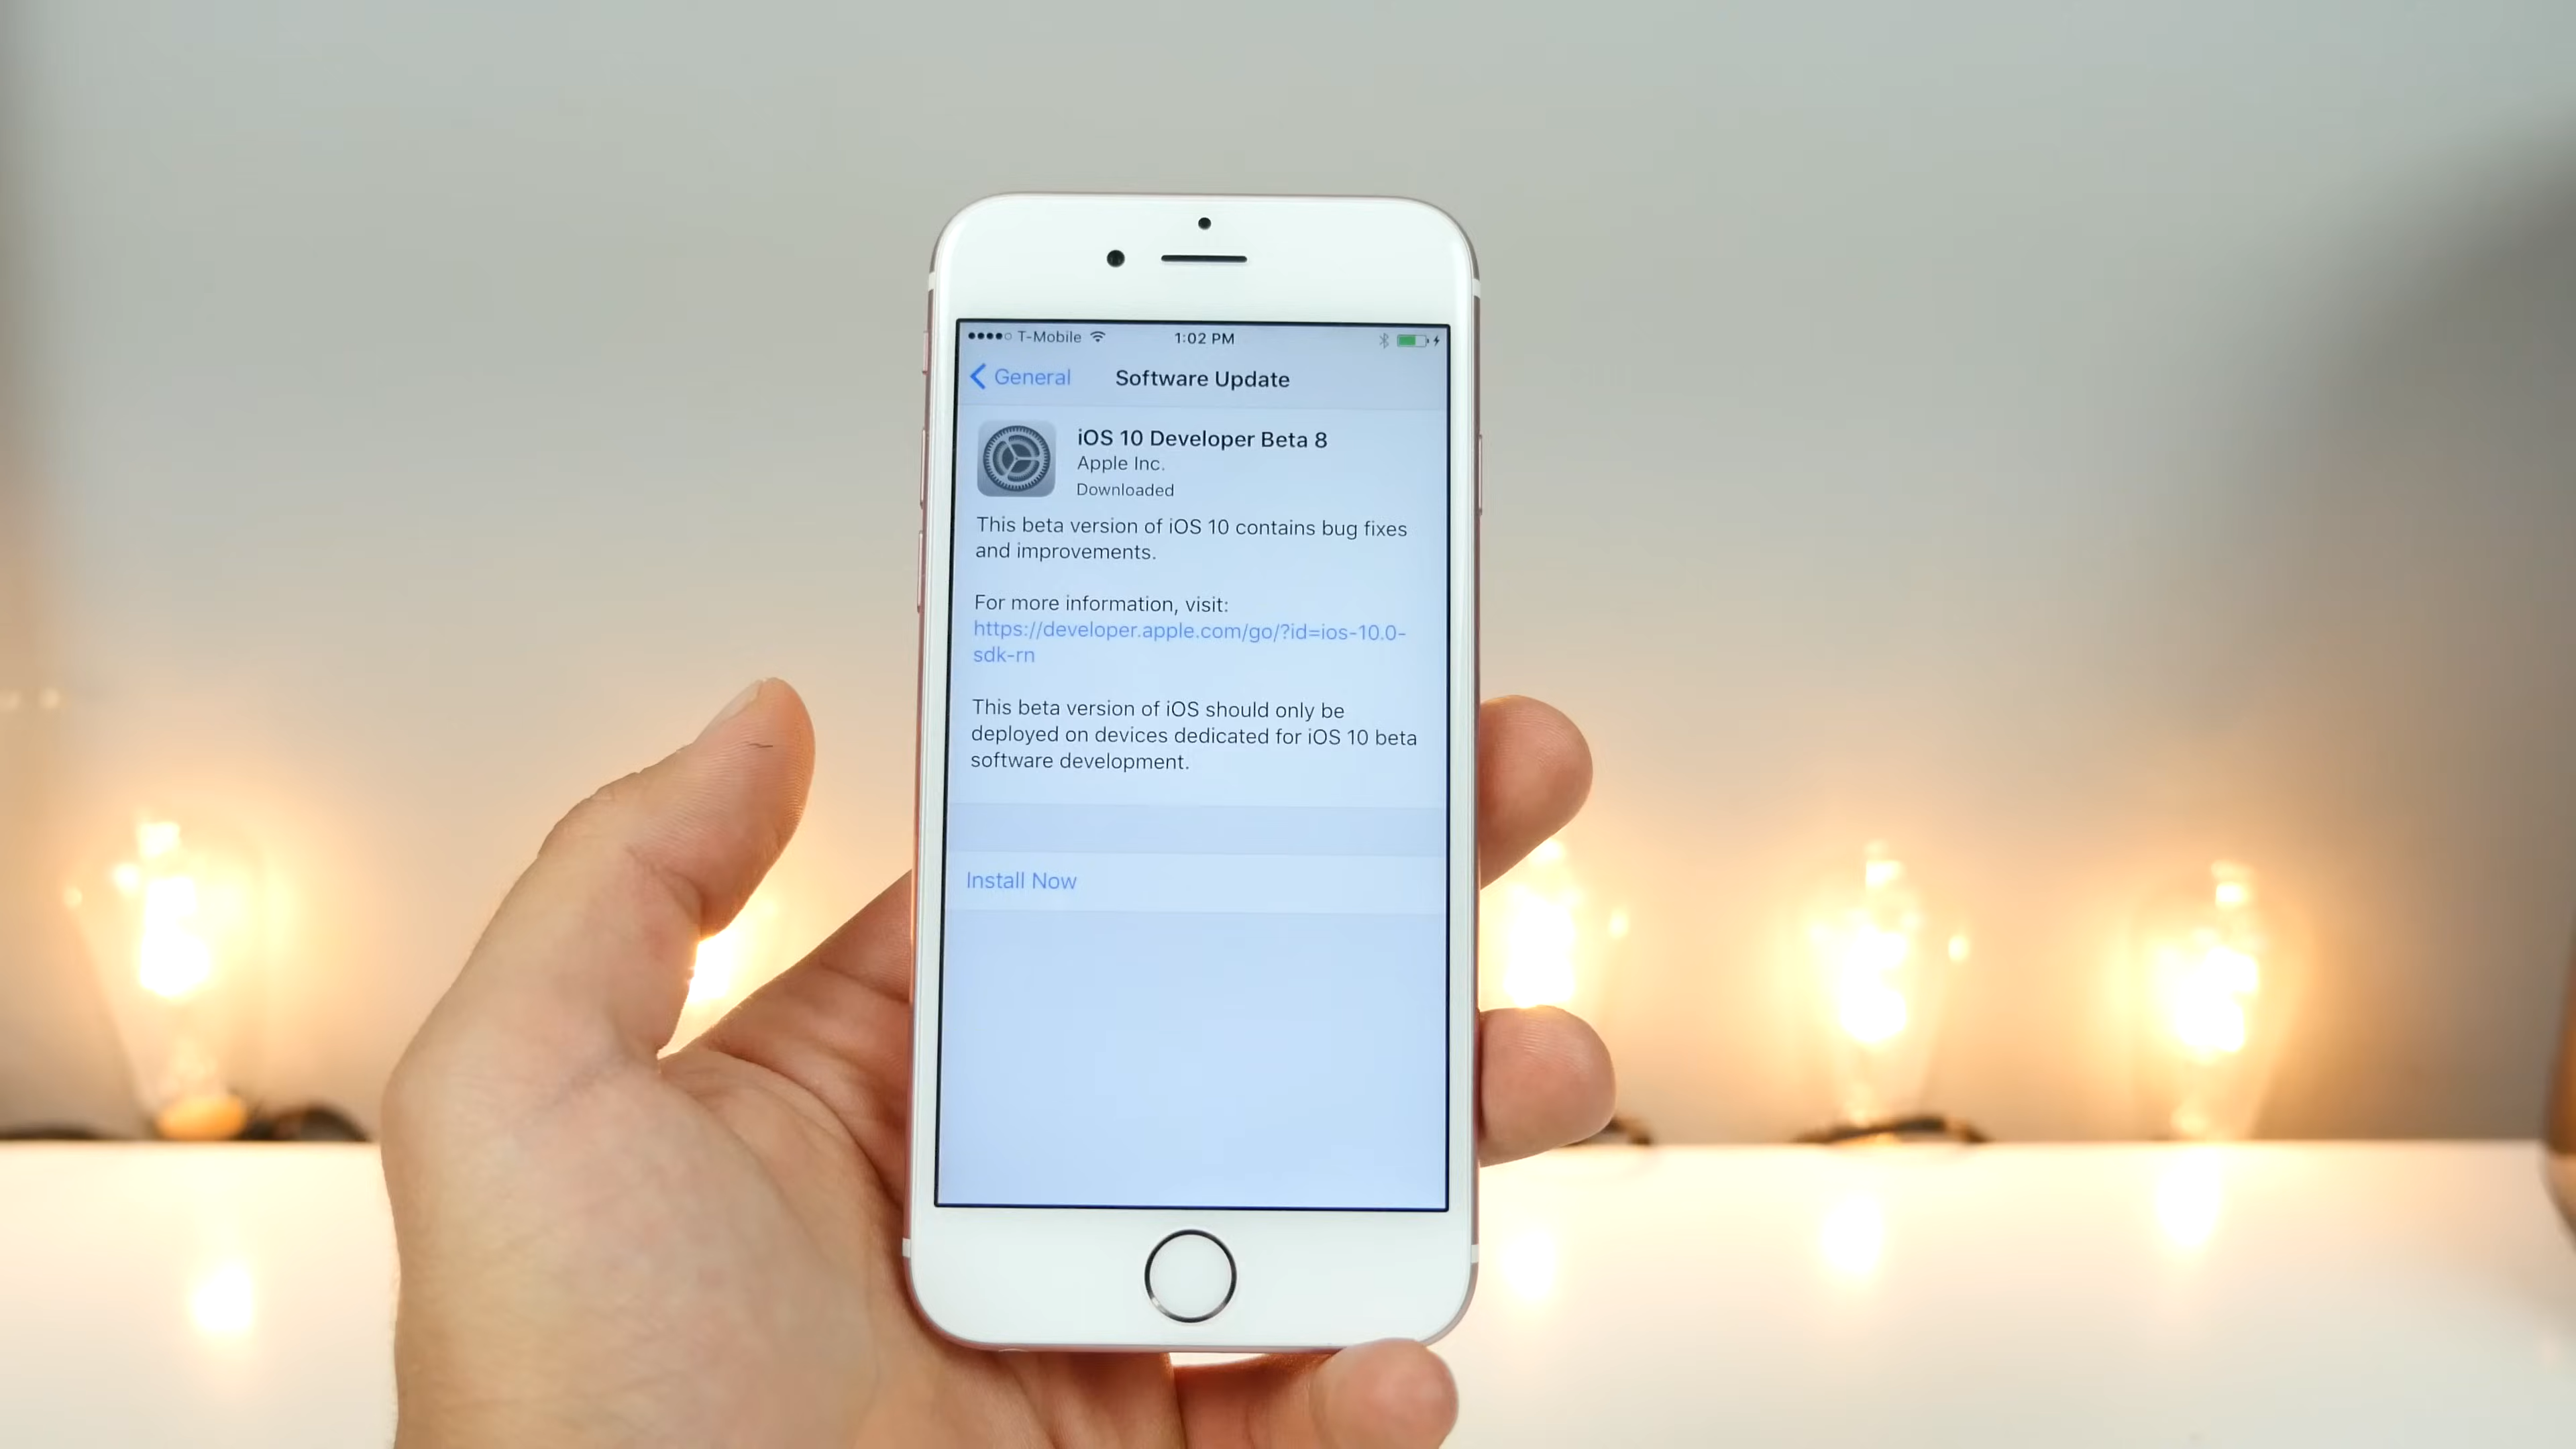 T-Mobile 1:02 PM
General Software Update
iOS 10 Developer Beta 8
Apple Inc.
Downloaded
This beta version of iOS 10 contains bug fixes
and improvements.
For more information, visit:
https://developer.apple.com/go/?id=ios-10.0-
sdk-rn
This beta version of iOS should only be
deployed on devices dedicated for iOS 10 beta
software development.
Install Now